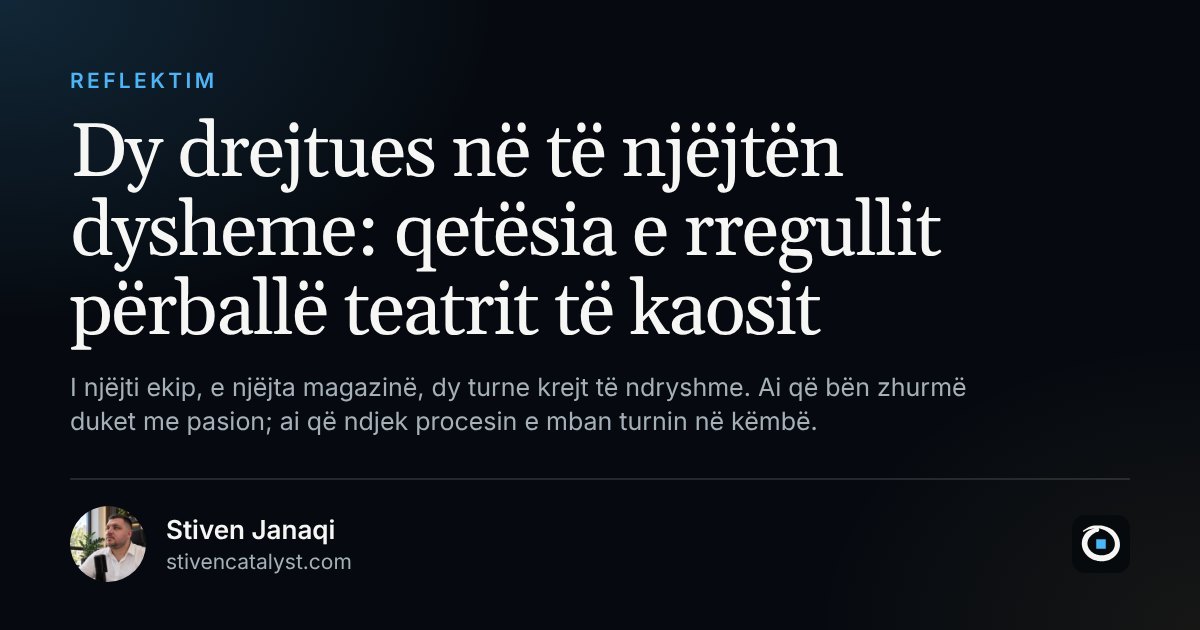 REFLEKTIM
Dy drejtues në të njëjtën
dysheme: qetësia e rregullit
përballë teatrit të kaosit
I njëjti ekip, e njëjta magazinë, dy turne krejt të ndryshme. Ai që bën zhurmë
duket me pasion; ai që ndjek procesin e mban turnin në këmbë.
Stiven Janaqi
stivencatalyst.com